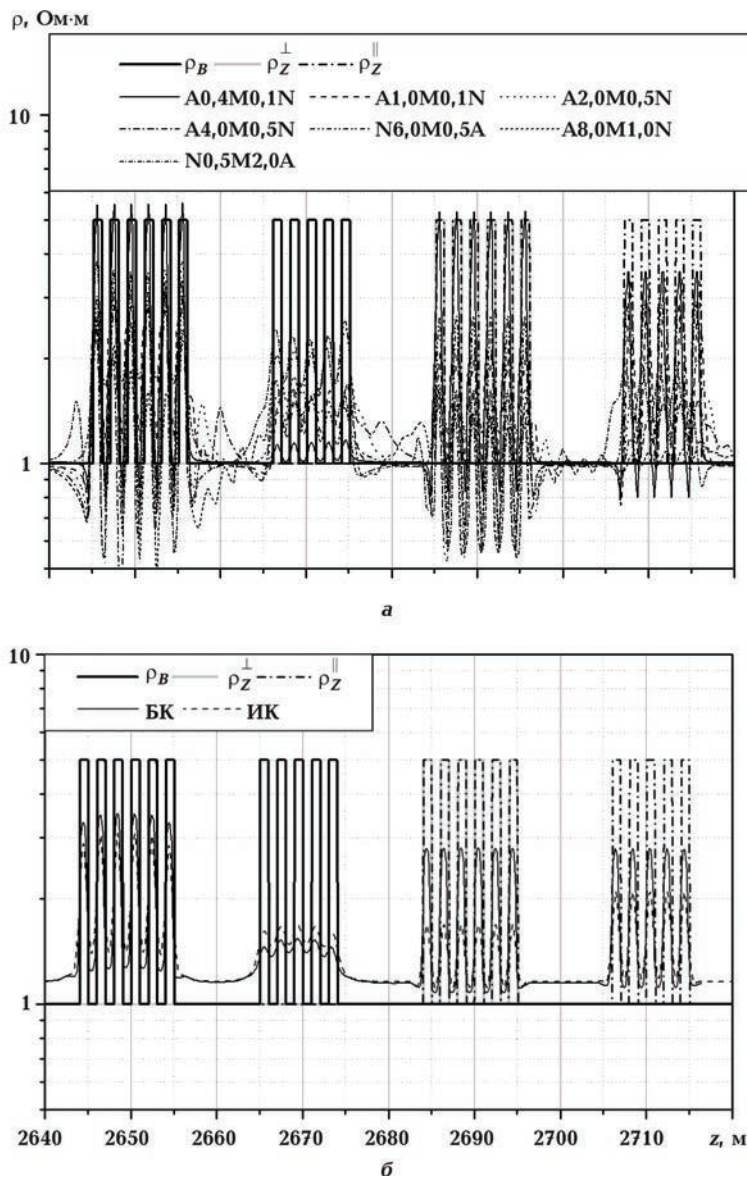 ρ, Ом·м
ρB ρZ⊥ ρZ||
A0,4M0,1N A1,0M0,1N A2,0M0,5N
A4,0M0,5N N6,0M0,5A A8,0M1,0N
N0,5M2,0A
10
1
а
10
ρB ρZ⊥ ρZ||
БК ИК
1
2640 2650 2660 2670 2680 2690 2700 2710 z, м
б